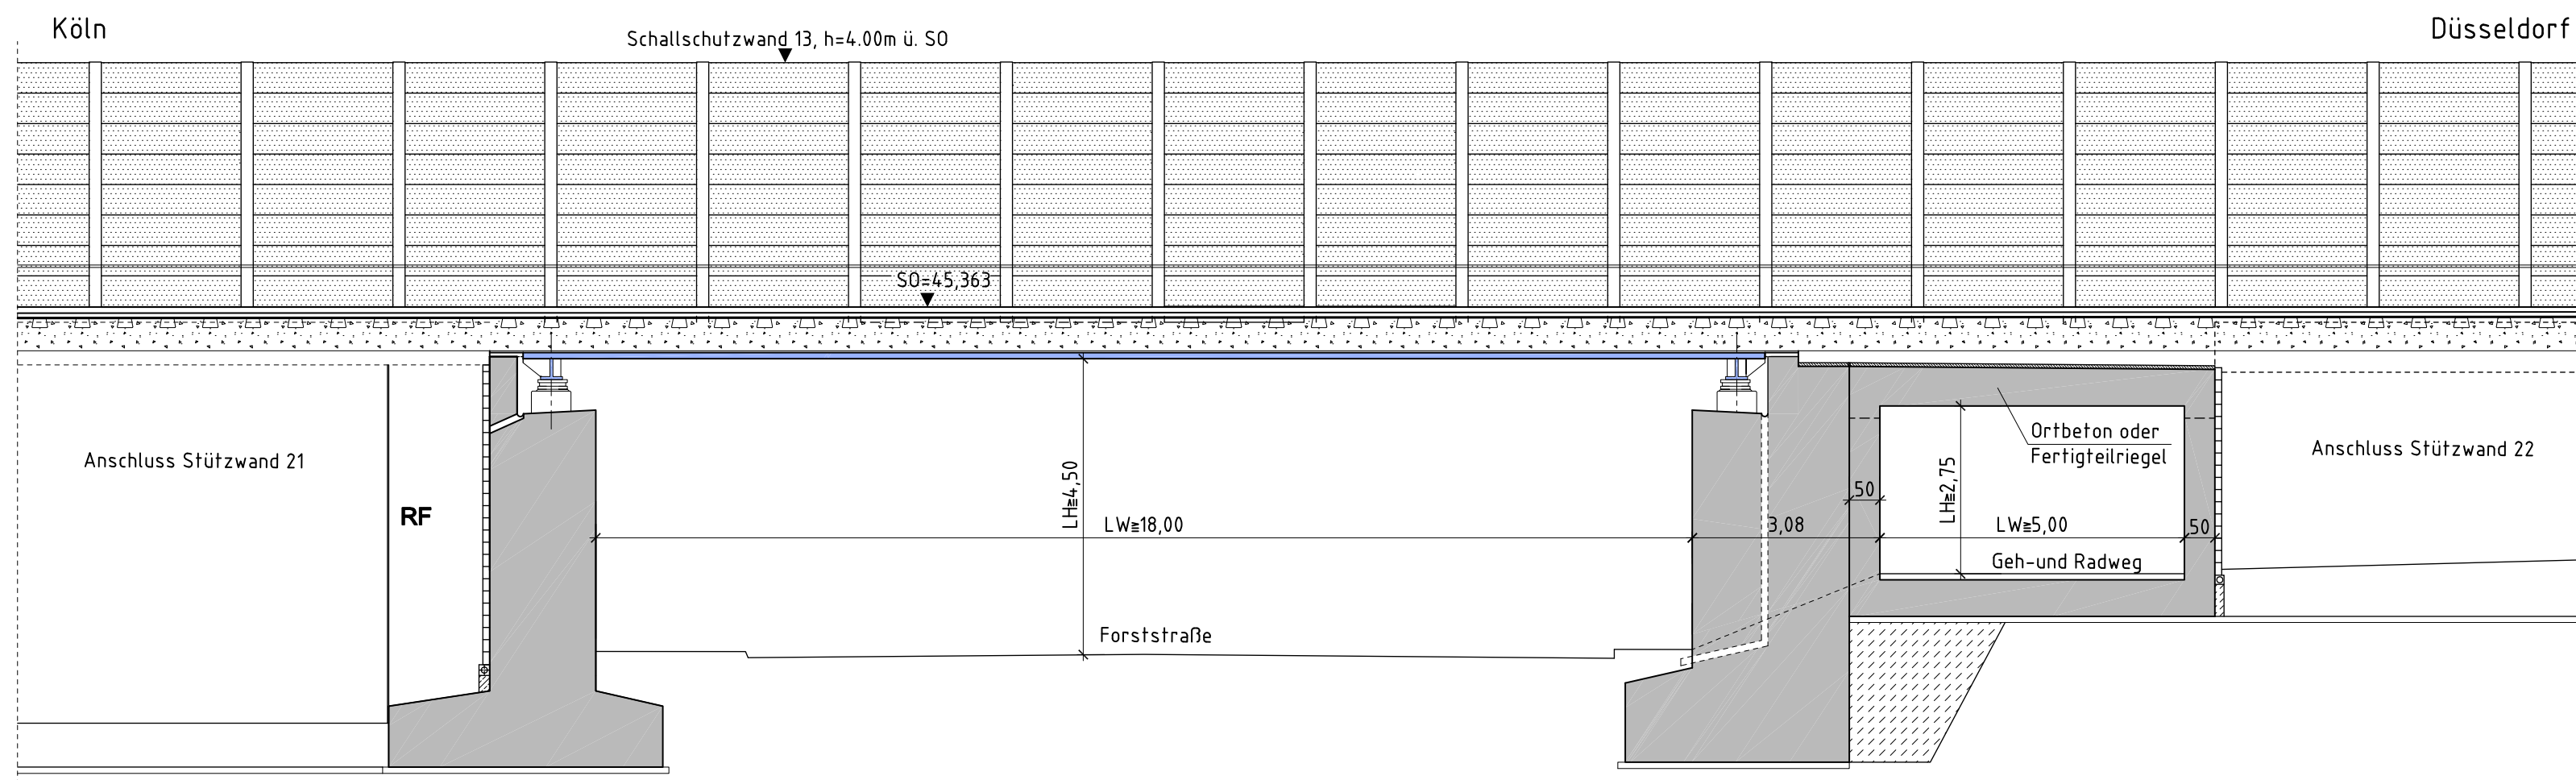 Köln
Düsseldorf
Schallschutzwand 13, h=4.00m ü. SO
SO=45,363
Anschluss Stützwand 21
RF
LH≧4,50
LW≧18,00
Forststraße
3,08
50
LH≧2,75
Ortbeton oder
Fertigteilriegel
LW≧5,00
50
Geh-und Radweg
Anschluss Stützwand 22